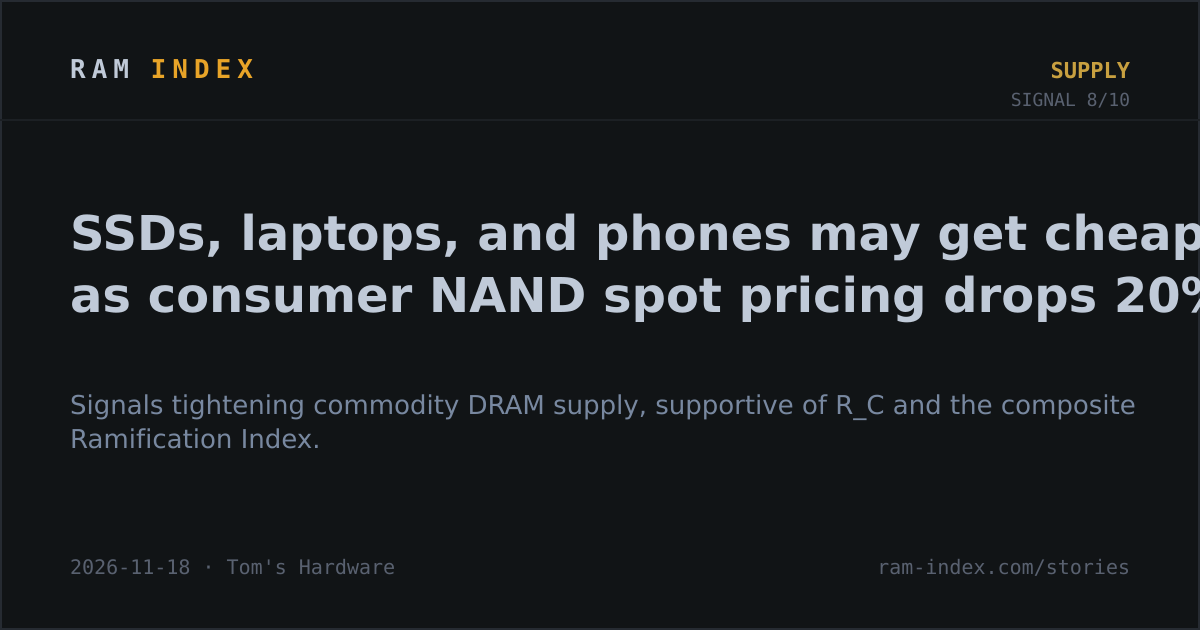 RAM INDEX
SUPPLY
SIGNAL 8/10
SSDs, laptops, and phones may get cheap
as consumer NAND spot pricing drops 20%
Signals tightening commodity DRAM supply, supportive of R_C and the composite
Ramification Index.
2026-11-18 · Tom's Hardware
ram-index.com/stories